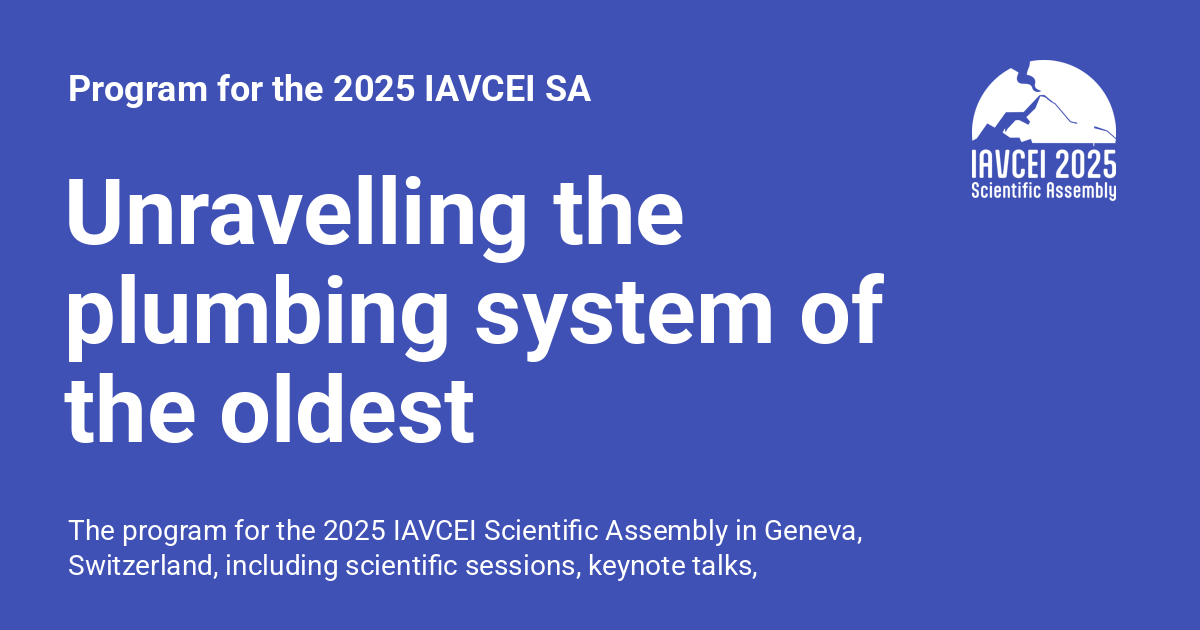 Program for the 2025 IAVCEI SA
IAVCEI 2025
Scientific Assembly
Unravelling the
plumbing system of
the oldest
The program for the 2025 IAVCEI Scientific Assembly in Geneva,
Switzerland, including scientific sessions, keynote talks,